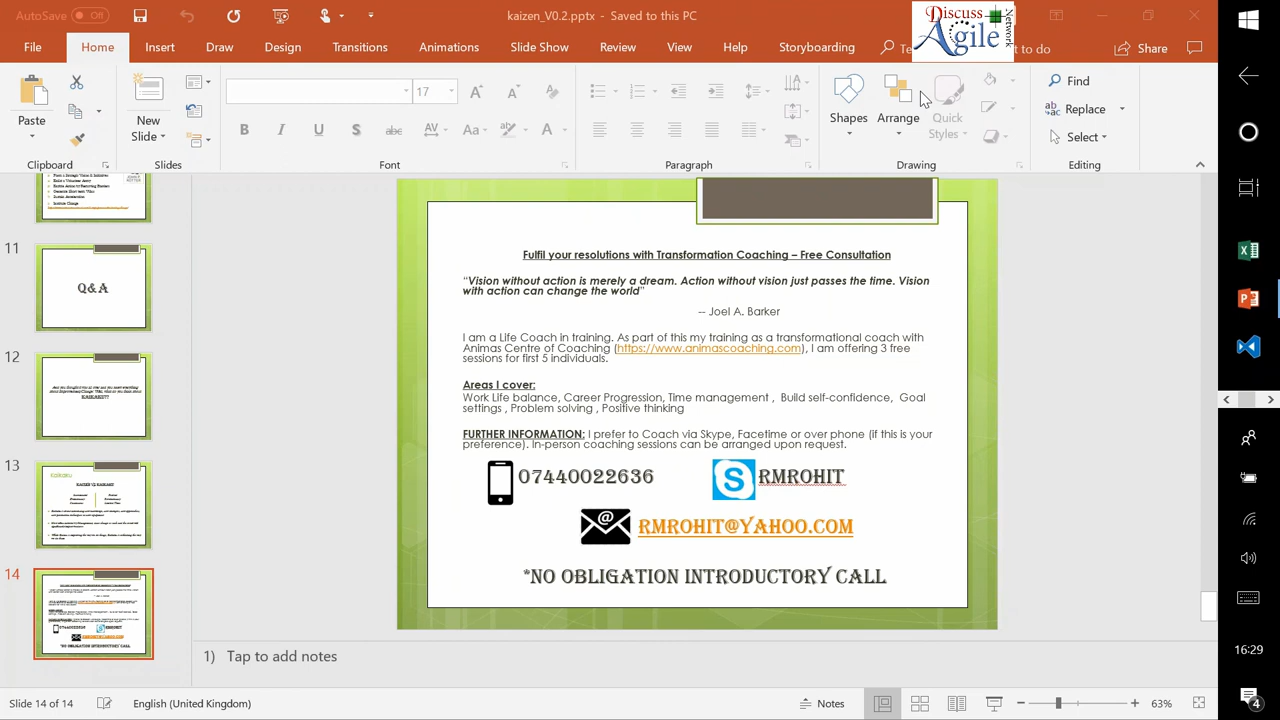 AutoSave Off
kaizen_V0.2.pptx - Saved to this PC
Discuss
Agile
Network
File Home Insert Draw Design Transitions Animations Slide Show Review View Help Storyboarding to do Share
Paste
New
Slide
17
Shapes Arrange Quick
Styles
Find
Replace
Select
Clipboard Slides Font Paragraph Drawing Editing
11
Q&A
12
13
14
Fulfil your resolutions with Transformation Coaching – Free Consultation
"Vision without action is merely a dream. Action without vision just passes the time. Vision
with action can change the world"
-- Joel A. Barker
I am a Life Coach in training. As part of this my training as a transformational coach with
Animas Centre of Coaching (https://www.animascoaching.com), I am offering 3 free
sessions for first 5 individuals.
Areas I cover:
Work Life balance, Career Progression, Time management , Build self-confidence, Goal
settings , Problem solving , Positive thinking
FURTHER INFORMATION: I prefer to Coach via Skype, Facetime or over phone (if this is your
preference). In-person coaching sessions can be arranged upon request.
07440022636 RMROHIT
RMROHIT@YAHOO.COM
*NO OBLIGATION INTRODUCTORY CALL
1) Tap to add notes
Slide 14 of 14 English (United Kingdom) Notes 63%
16:29
4